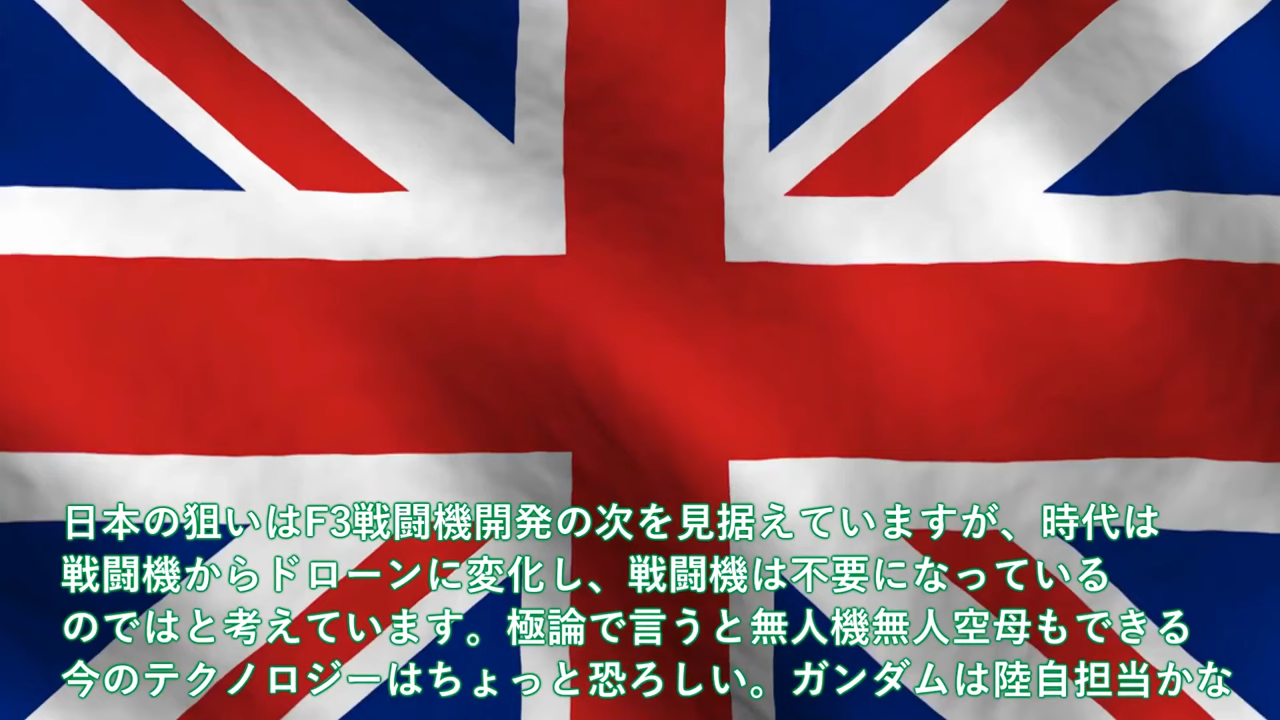 日本の狙いはF3戦闘機開発の次を見据えていますが、時代は
戦闘機からドローンに変化し、戦闘機は不要になっている
のではと考えています。極論で言うと無人機無人空母もできる
今のテクノロジーはちょっと恐ろしい。ガンダムは陸自担当かな